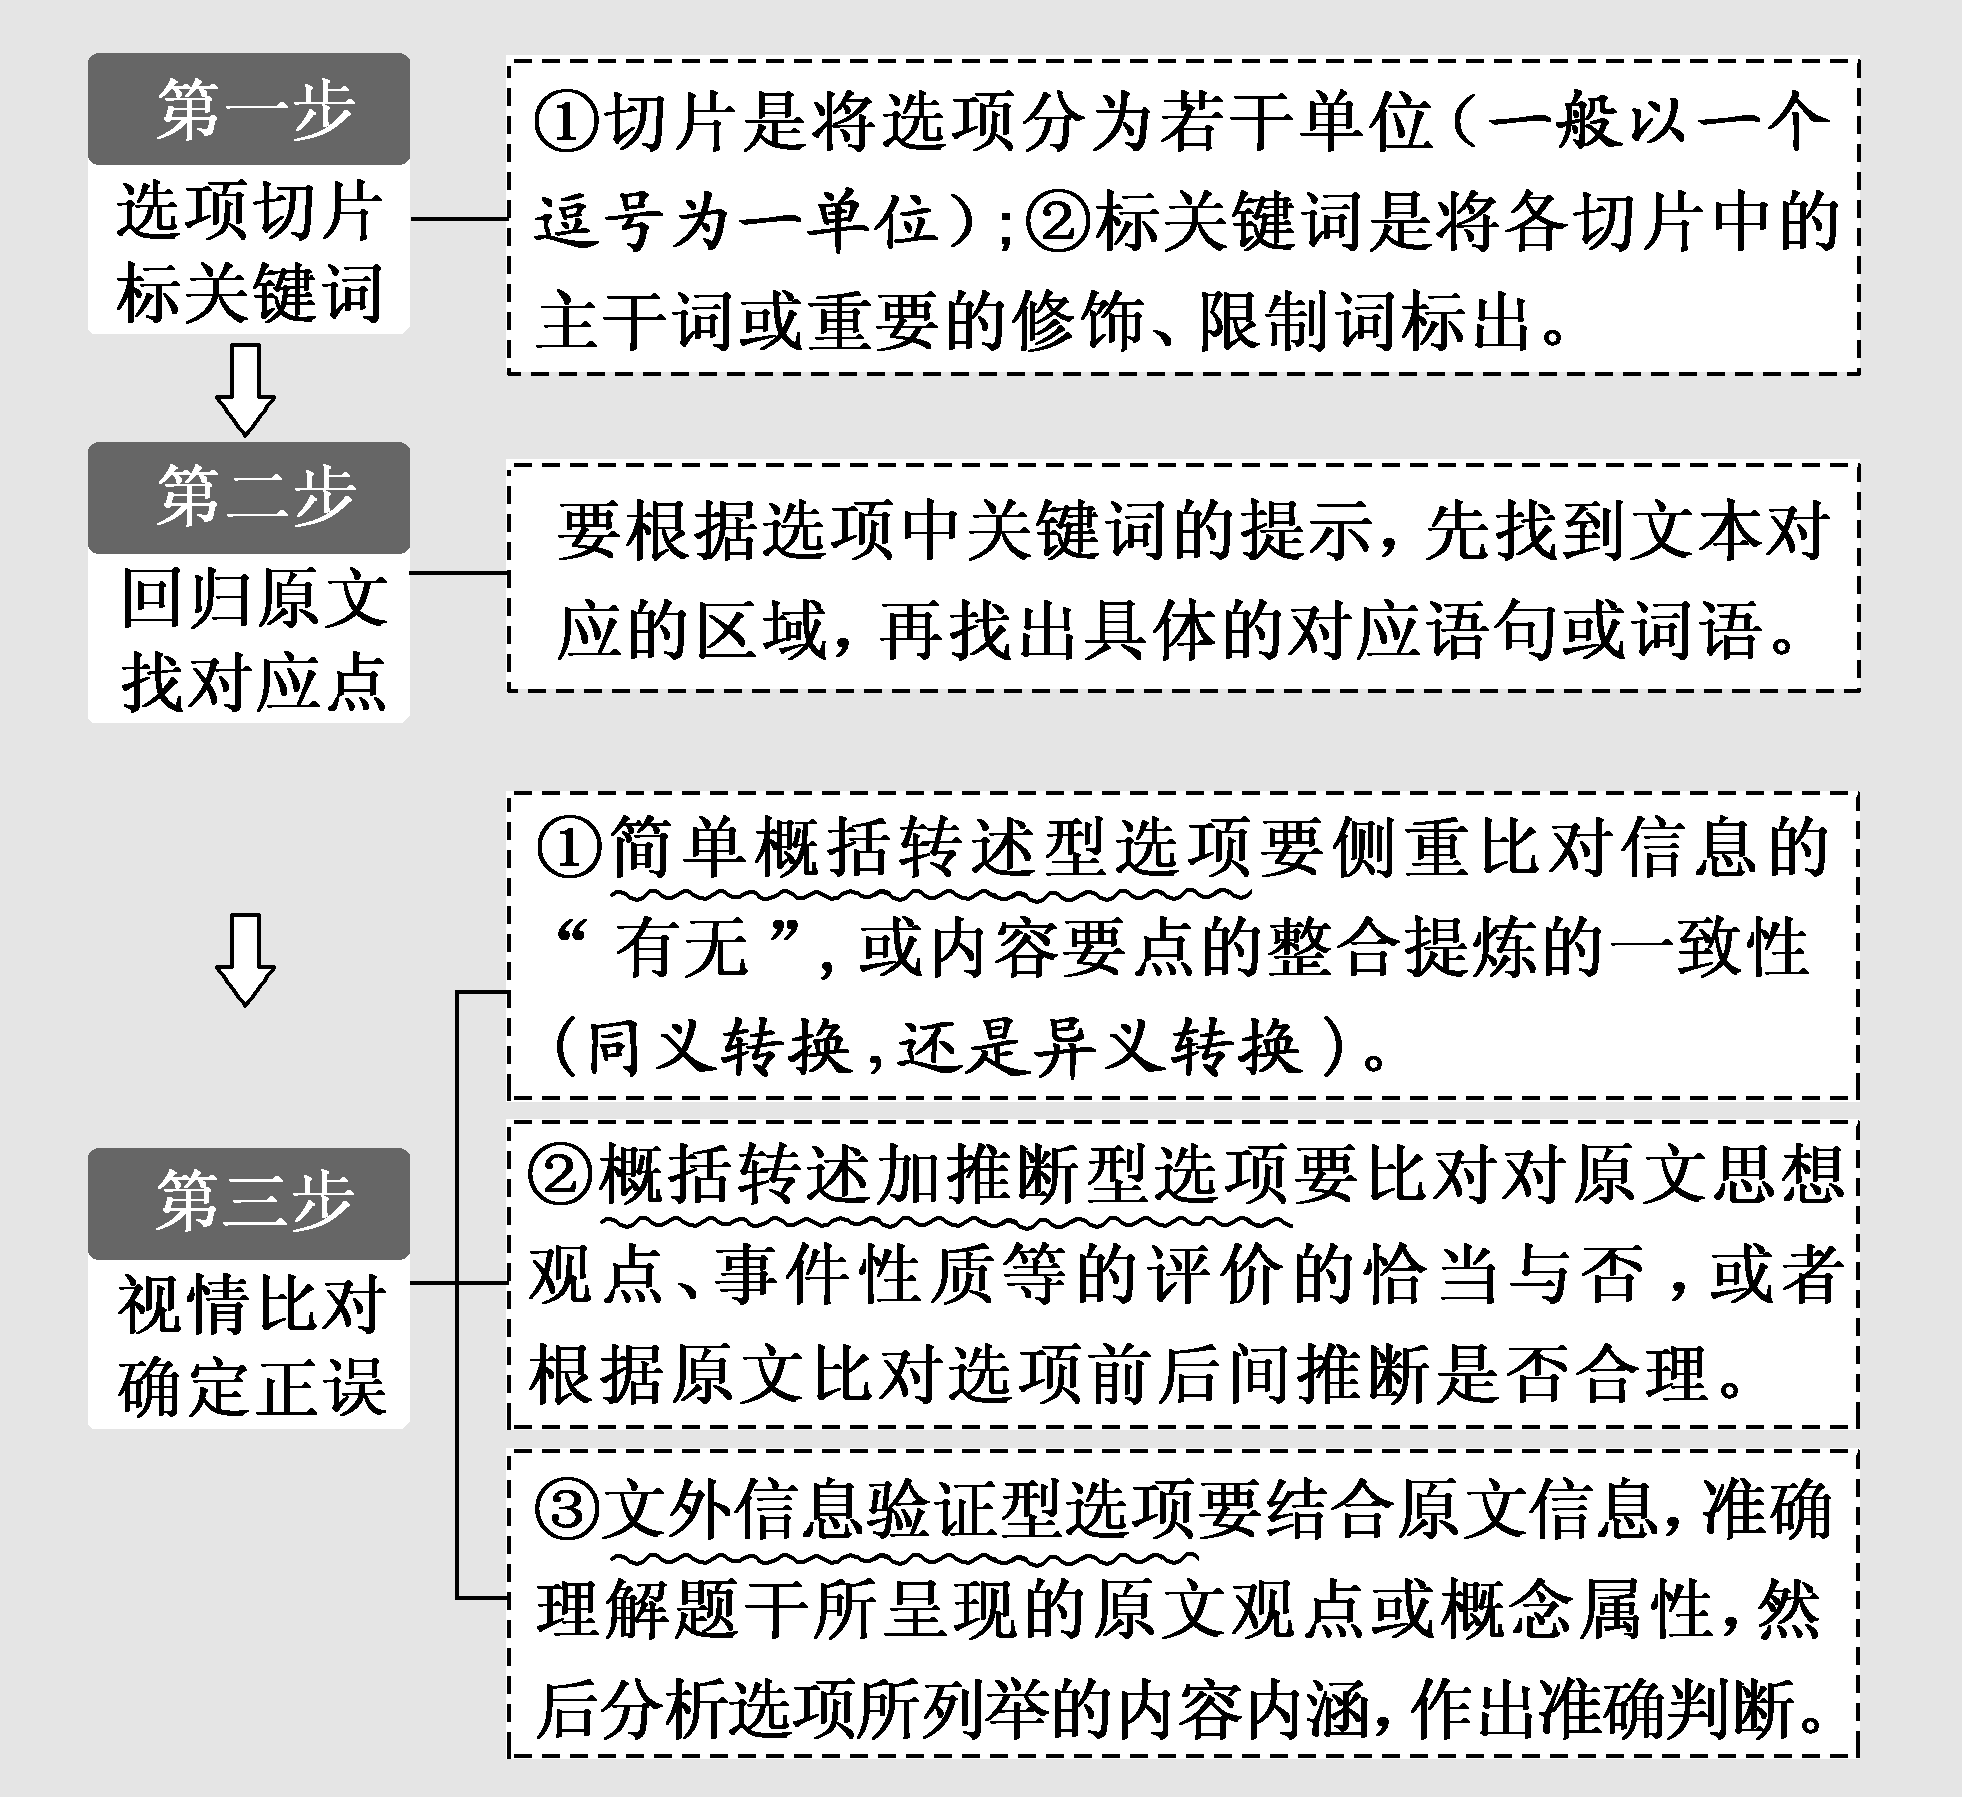 第一步
选项切片
标关键词
①切片是将选项分为若干单位(一般以一个
逗号为一单位);②标关键词是将各切片中的
主干词或重要的修饰、限制词标出。
第二步
回归原文
找对应点
要根据选项中关键词的提示,先找到文本对
应的区域,再找出具体的对应语句或词语。
第三步
视情比对
确定正误
①简单概括转述型选项要侧重比对信息的
“有无”,或内容要点的整合提炼的一致性
(同义转换,还是异义转换)。
②概括转述加推断型选项要比对对原文思想
观点、事件性质等的评价的恰当与否,或者
根据原文比对选项前后间推断是否合理。
③文外信息验证型选项要结合原文信息,准确
理解题干所呈现的原文观点或概念属性,然
后分析选项所列举的内容内涵,作出准确判断。